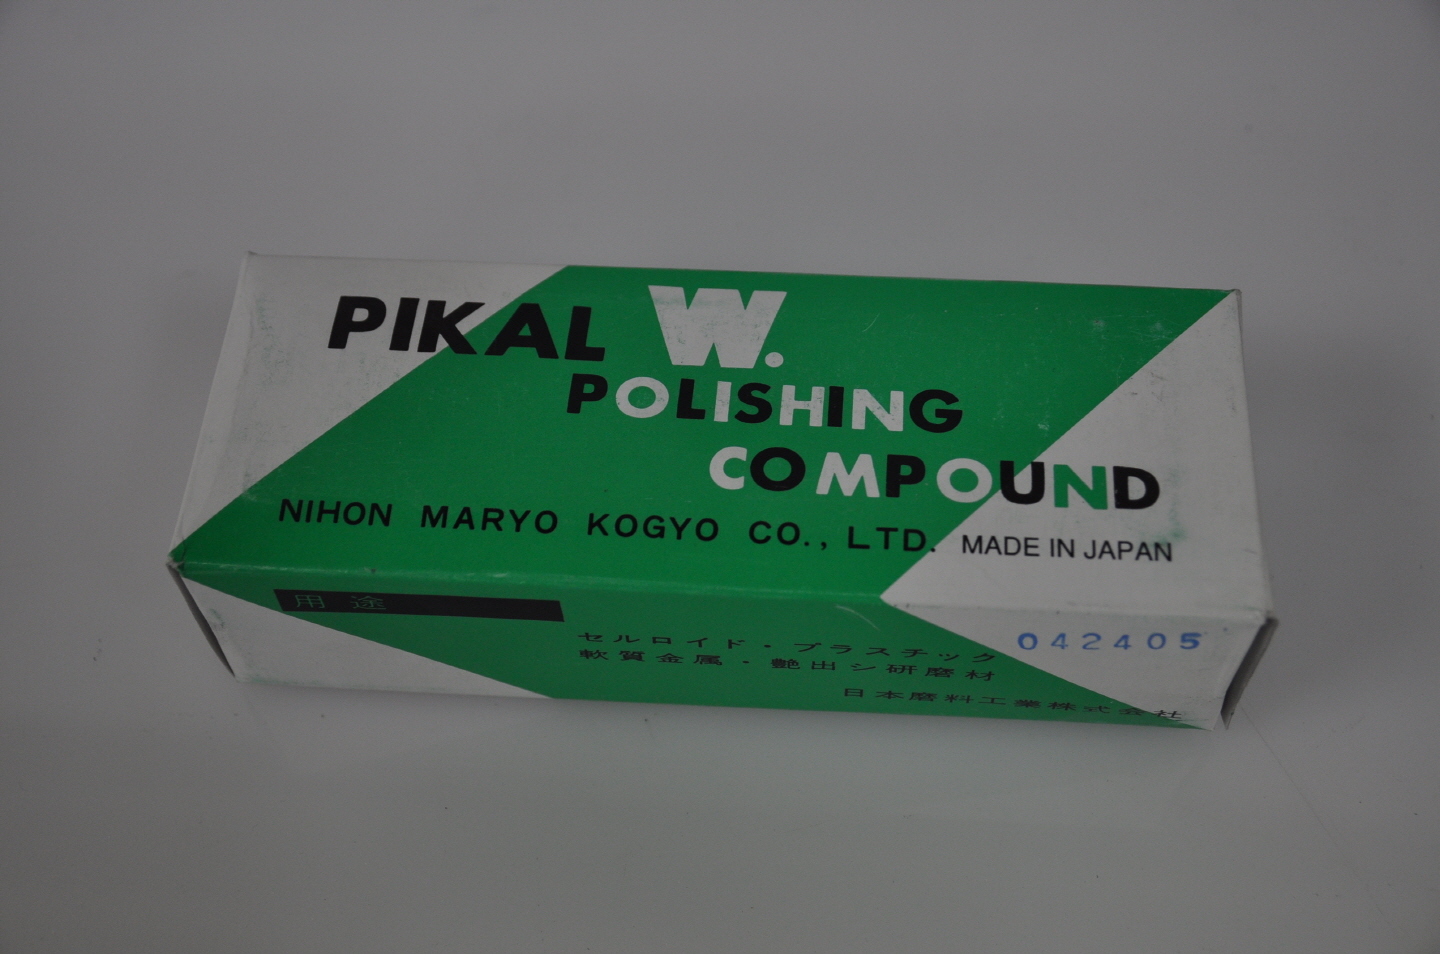 PIKAL W.
POLISHING
COMPOUND
NIHON MARYO KOGYO CO., LTD. MADE IN JAPAN
用途
セルロイド・プラスチック 042405
軟質金属・艶出シ研磨材
日本磨料工業株式会社